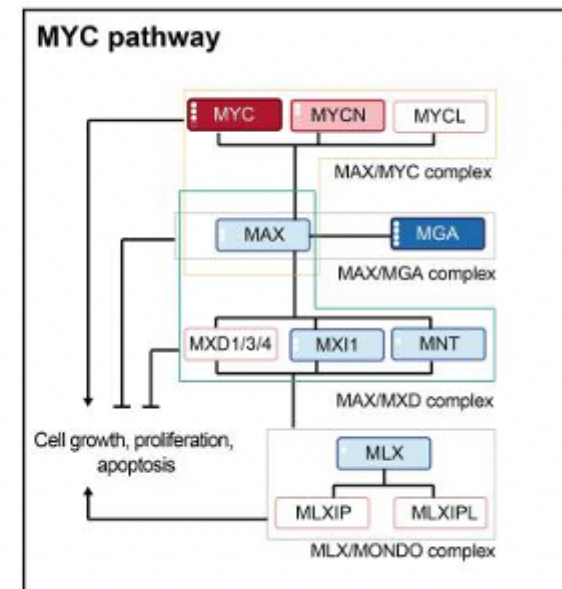 MYC pathway
MYC MYCN MYCL
MAX/MYC complex
MAX MGA
MAX/MGA complex
MXD1/3/4 MXI1 MNT
MAX/MXD complex
Cell growth, proliferation,
apoptosis
MLX
MLXIP MLXIPL
MLX/MONDO complex